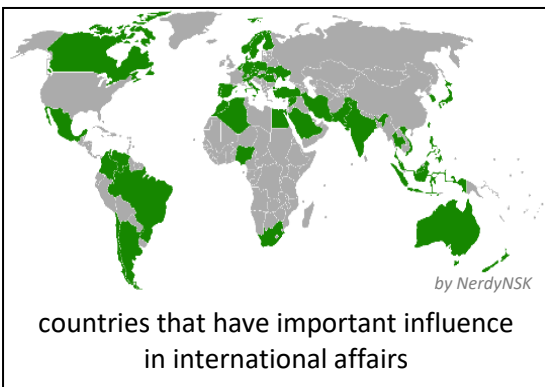 by NerdyNSK
countries that have important influence
in international affairs